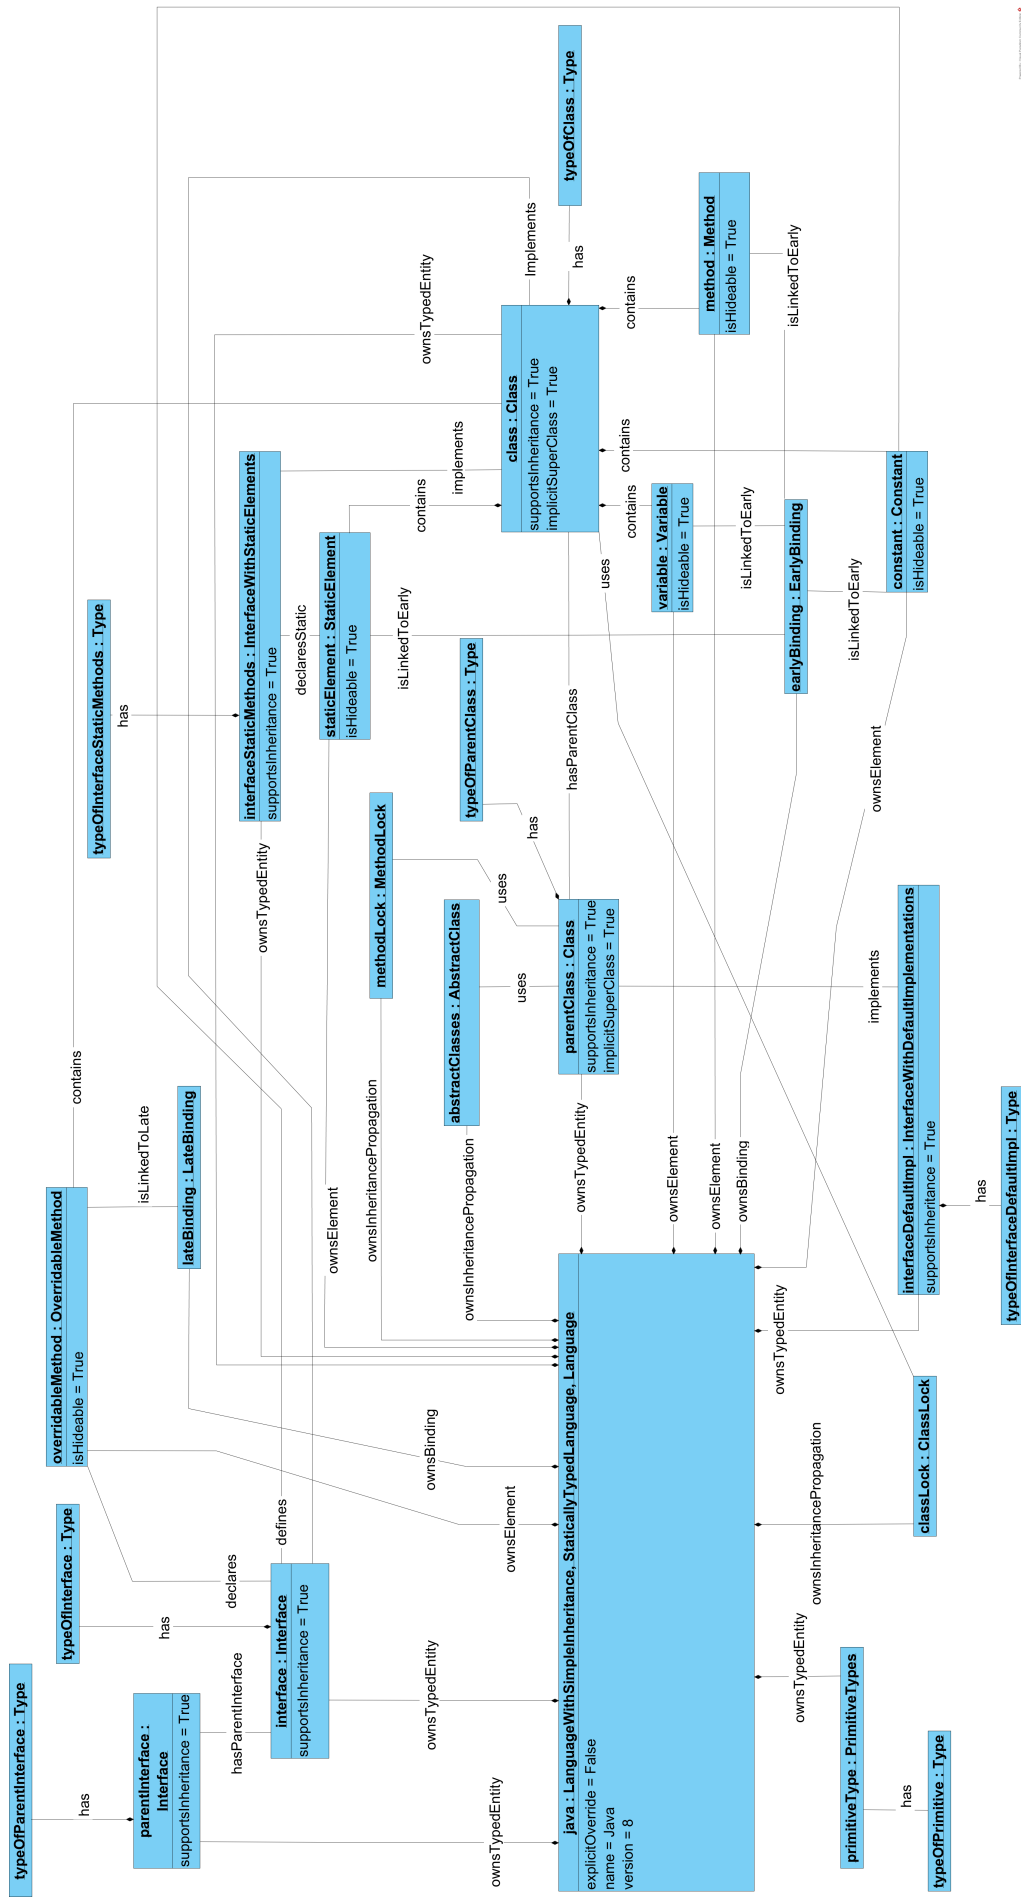 typeOfParentInterface : Type
has
parentInterface :
Interface
supportsInheritance = True
hasParentInterface
ownsTypedEntity
typeOfInterface : Type
has
interface : Interface
supportsInheritance = True
declares
defines
ownsTypedEntity
overridableMethod : OverridableMethod
isHideable = True
contains
isLinkedToLate
ownsElement
lateBinding : LateBinding
ownsBinding
typeOfInterfaceStaticMethods : Type
has
interfaceStaticMethods : InterfaceWithStaticElements
supportsInheritance = True
ownsTypedEntity
declaresStatic
implements
staticElement : StaticElement
isHideable = True
ownsElement
isLinkedToEarly
contains
ownsTypedEntity
Implements
methodLock : MethodLock
ownsInheritancePropagation
uses
abstractClasses : AbstractClass
ownsInheritancePropagation
uses
typeOfParentClass : Type
has
parentClass : Class
supportsInheritance = True
implicitSuperClass = True
ownsTypedEntity
hasParentClass
class : Class
supportsInheritance = True
implicitSuperClass = True
typeOfClass : Type
has
java : LanguageWithSimpleInheritance, StaticallyTypedLanguage, Language
explicitOverride = False
name = Java
version = 8
uses
contains
contains
contains
variable : Variable
isHideable = True
ownsElement
isLinkedToEarly
method : Method
isHideable = True
ownsElement
isLinkedToEarly
earlyBinding : EarlyBinding
ownsBinding
isLinkedToEarly
constant : Constant
isHideable = True
ownsElement
implements
interfaceDefaultImpl : InterfaceWithDefaultImplementations
supportsInheritance = True
ownsTypedEntity
has
typeOfInterfaceDefaultImpl : Type
classLock : ClassLock
ownsInheritancePropagation
ownsTypedEntity
primitiveType : PrimitiveTypes
has
typeOfPrimitive : Type